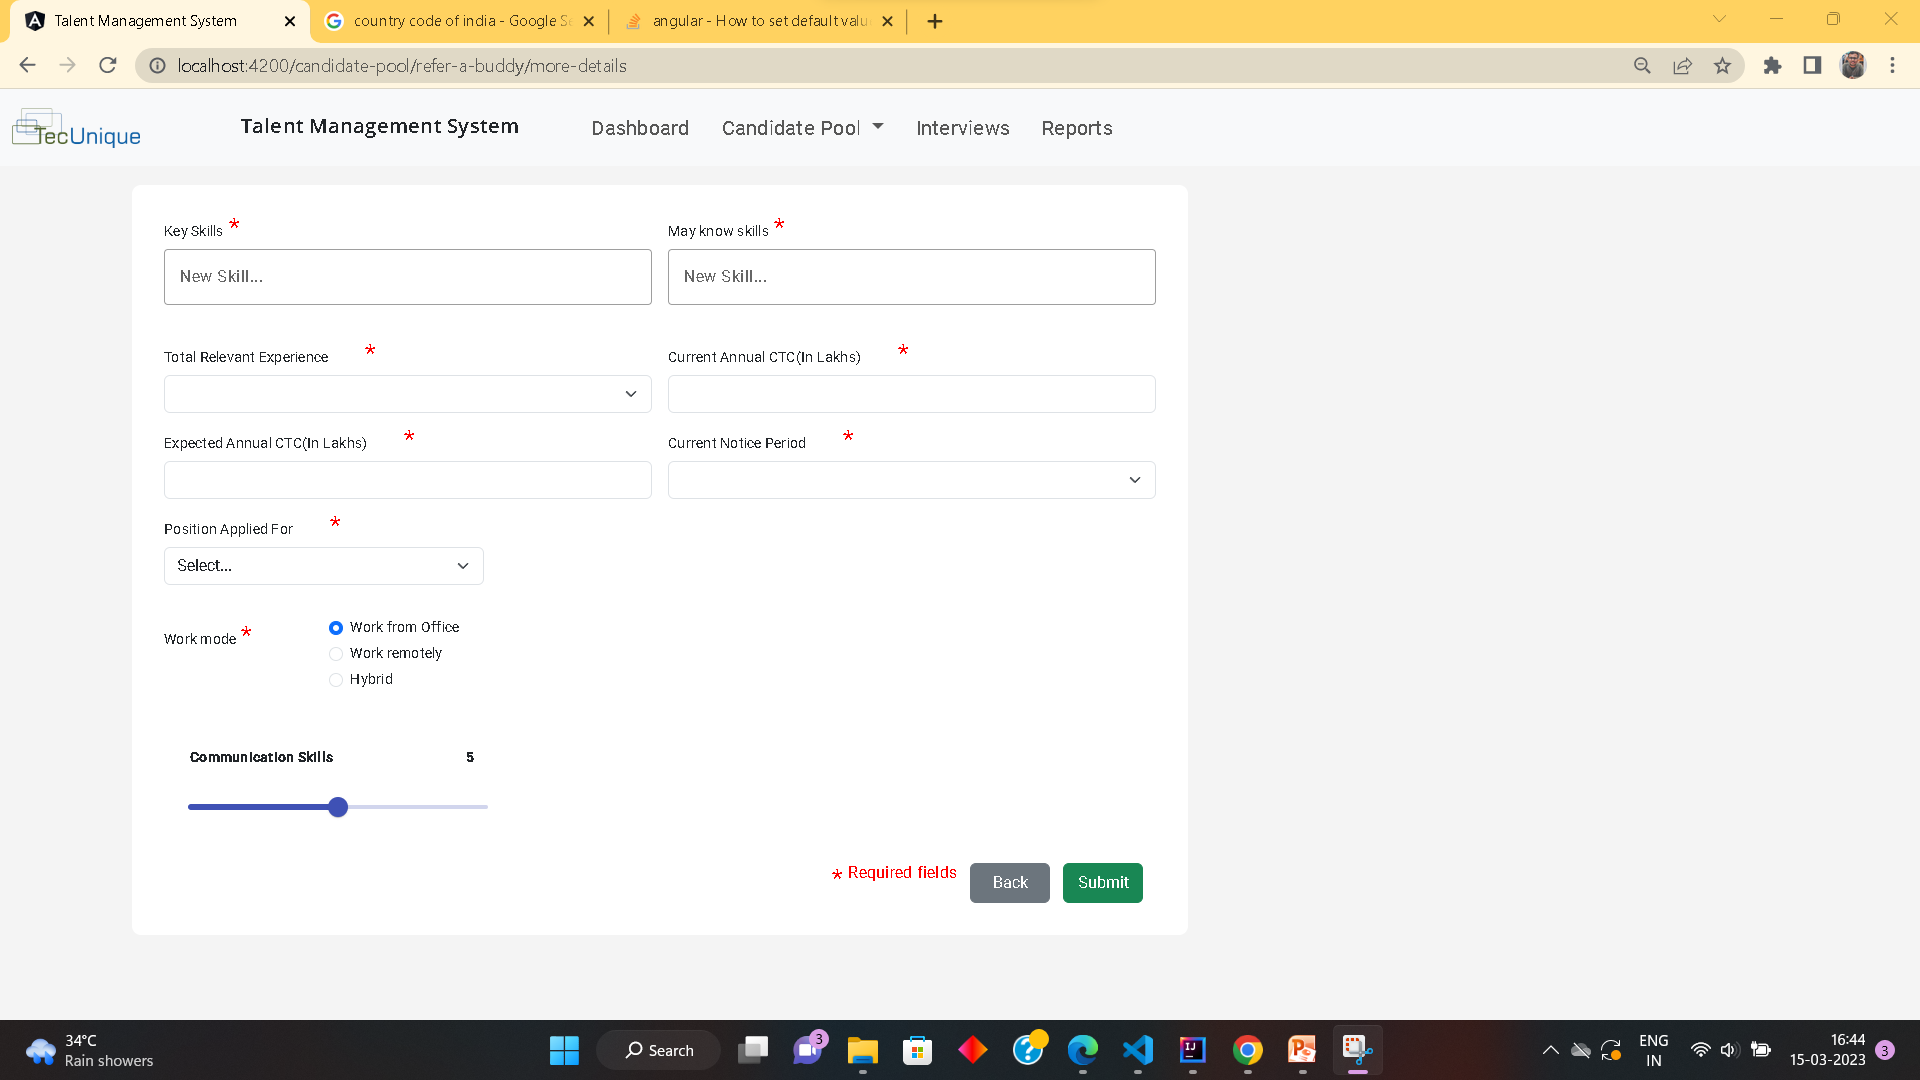 Talent Management System
country code of india - Google Se
angular - How to set default valu
localhost:4200/candidate-pool/refer-a-buddy/more-details
TecUnique
Talent Management System
Dashboard
Candidate Pool
Interviews
Reports
Key Skills *
May know skills *
New Skill...
New Skill...
Total Relevant Experience *
Current Annual CTC(In Lakhs) *
Expected Annual CTC(In Lakhs) *
Current Notice Period *
Position Applied For *
Select...
Work mode *
Work from Office
Work remotely
Hybrid
Communication Skills 5
* Required fields
Back
Submit
34°C
Rain showers
Search
3
ENG
IN
16:44
15-03-2023
3